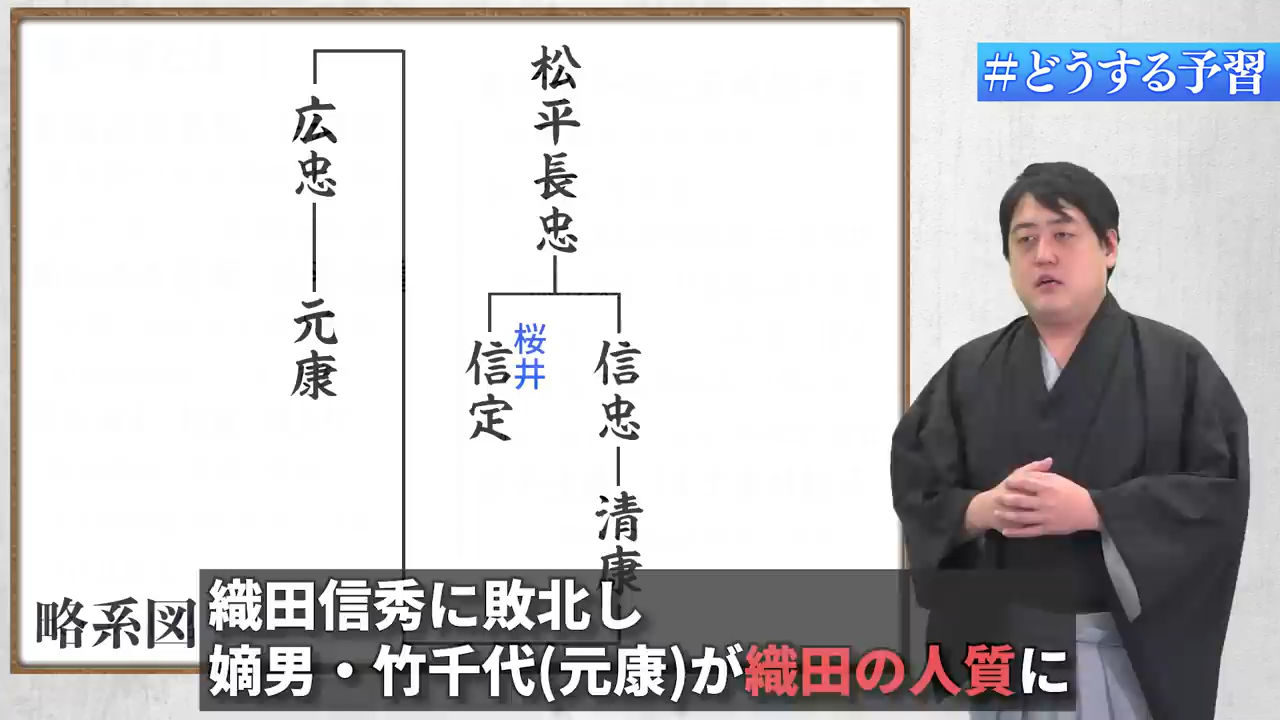 #どうする予習
松平長忠
信忠
桜井
信定
清康
広忠
元康
略系図
織田信秀に敗北し
嫡男・竹千代(元康)が織田の人質に